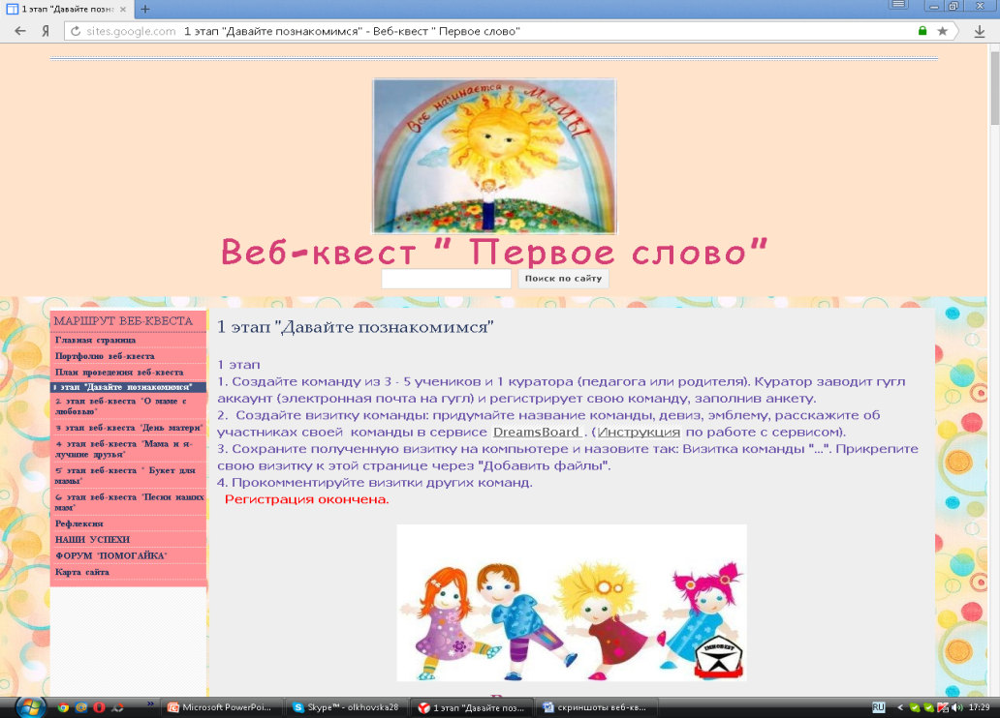 1 этап "Давайте позна
sites.google.com 1 этап "Давайте познакомимся" - Веб-квест " Первое слово"
Все начинается с МАМЫ
Веб-квест " Первое слово"
Поиск по сайту
МАРШРУТ ВЕБ-КВЕСТА
Главная страница
Портфолио веб-квеста
План проведения веб-квеста
1 этап "Давайте познакомимся"
2 этап веб-квеста "О маме с
любовью"
3 этап веб-квеста "День матери"
4 этап веб-квеста "Мама и я-
лучшие друзья"
5 этап веб-квеста " Букет для
мамы"
6 этап веб-квеста "Песни наших
мам"
Рефлексия
НАШИ УСПЕХИ
ФОРУМ "ПОМОГАЙКА"
Карта сайта
1 этап "Давайте познакомимся"
1 этап
1. Создайте команду из 3 - 5 учеников и 1 куратора (педагога или родителя). Куратор заводит гугл
аккаунт (электронная почта на гугл) и регистрирует свою команду, заполнив анкету.
2. Создайте визитку команды: придумайте название команды, девиз, эмблему, расскажите об
участниках своей команды в сервисе DreamsBoard . (Инструкция по работе с сервисом).
3. Сохраните полученную визитку на компьютере и назовите так: Визитка команды "...". Прикрепите
свою визитку к этой странице через "Добавить файлы".
4. Прокомментируйте визитки других команд.
Регистрация окончена.
Microsoft PowerPoi...
Skype™ - olkhovska28
1 этап "Давайте поз...
скриншоты веб-кв...
RU
17:29